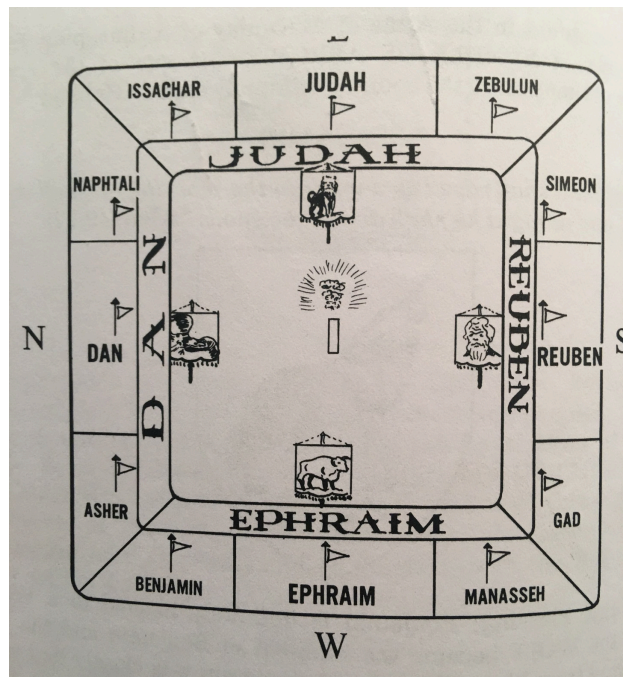 E
ISSACHAR
JUDAH
ZEBULUN
JUDAH
NAPHTALI
SIMEON
N
DAN
DAN
REUBEN
REUBEN
S
ASHER
GAD
EPHRAIM
BENJAMIN
EPHRAIM
MANASSEH
W